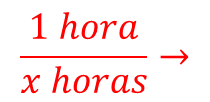 1 hora
x horas →